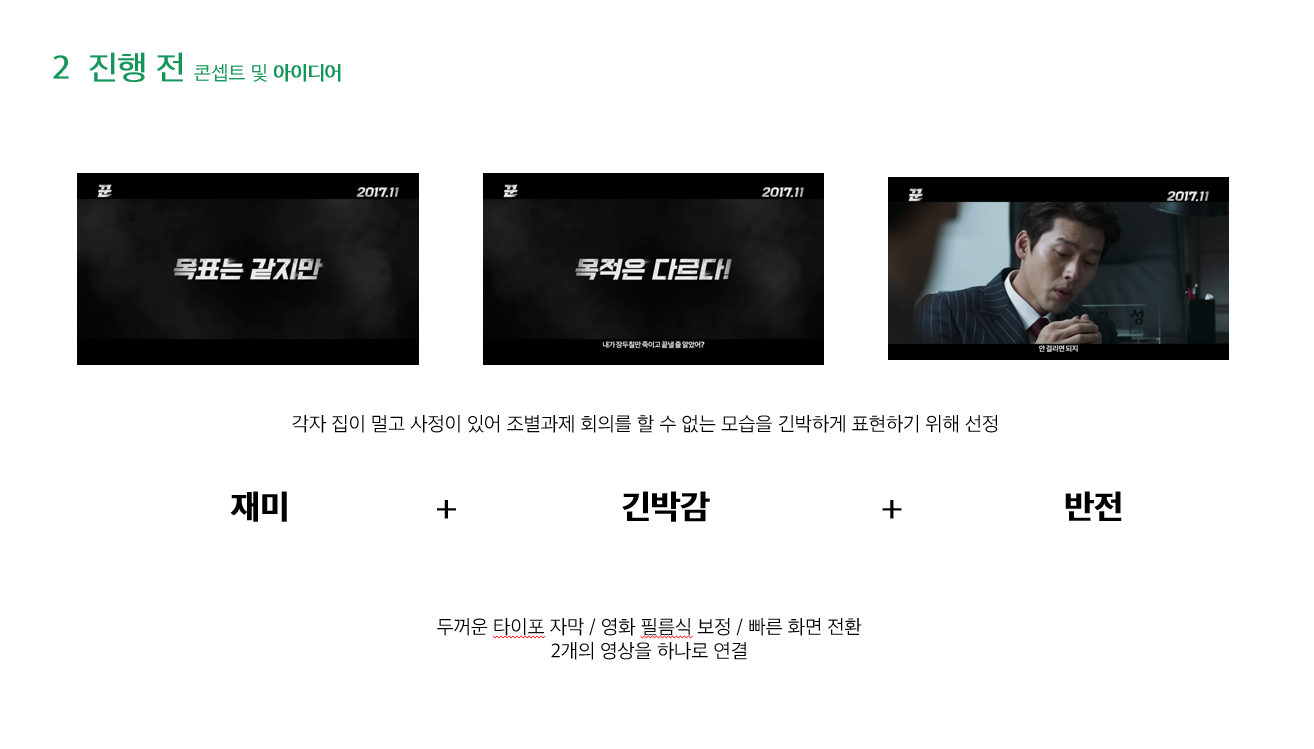 2 진행 전 콘셉트 및 아이디어
꾼 2017.11
목표는 같지만
꾼 2017.11
목적은 다르다!
내가 장두칠만 죽이고 끝낼 줄 알았어?
꾼 2017.11
성
안 걸리면 되지
각자 집이 멀고 사정이 있어 조별과제 회의를 할 수 없는 모습을 긴박하게 표현하기 위해 선정
재미 + 긴박감 + 반전
두꺼운 타이포 자막 / 영화 필름식 보정 / 빠른 화면 전환
2개의 영상을 하나로 연결